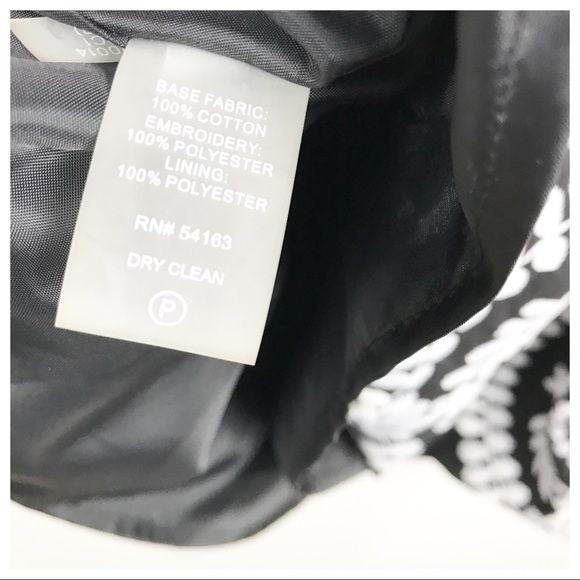 BASE FABRIC:
100% COTTON
EMBROIDERY:
100% POLYESTER
LINING:
100% POLYESTER
RN# 54163
DRY CLEAN
P